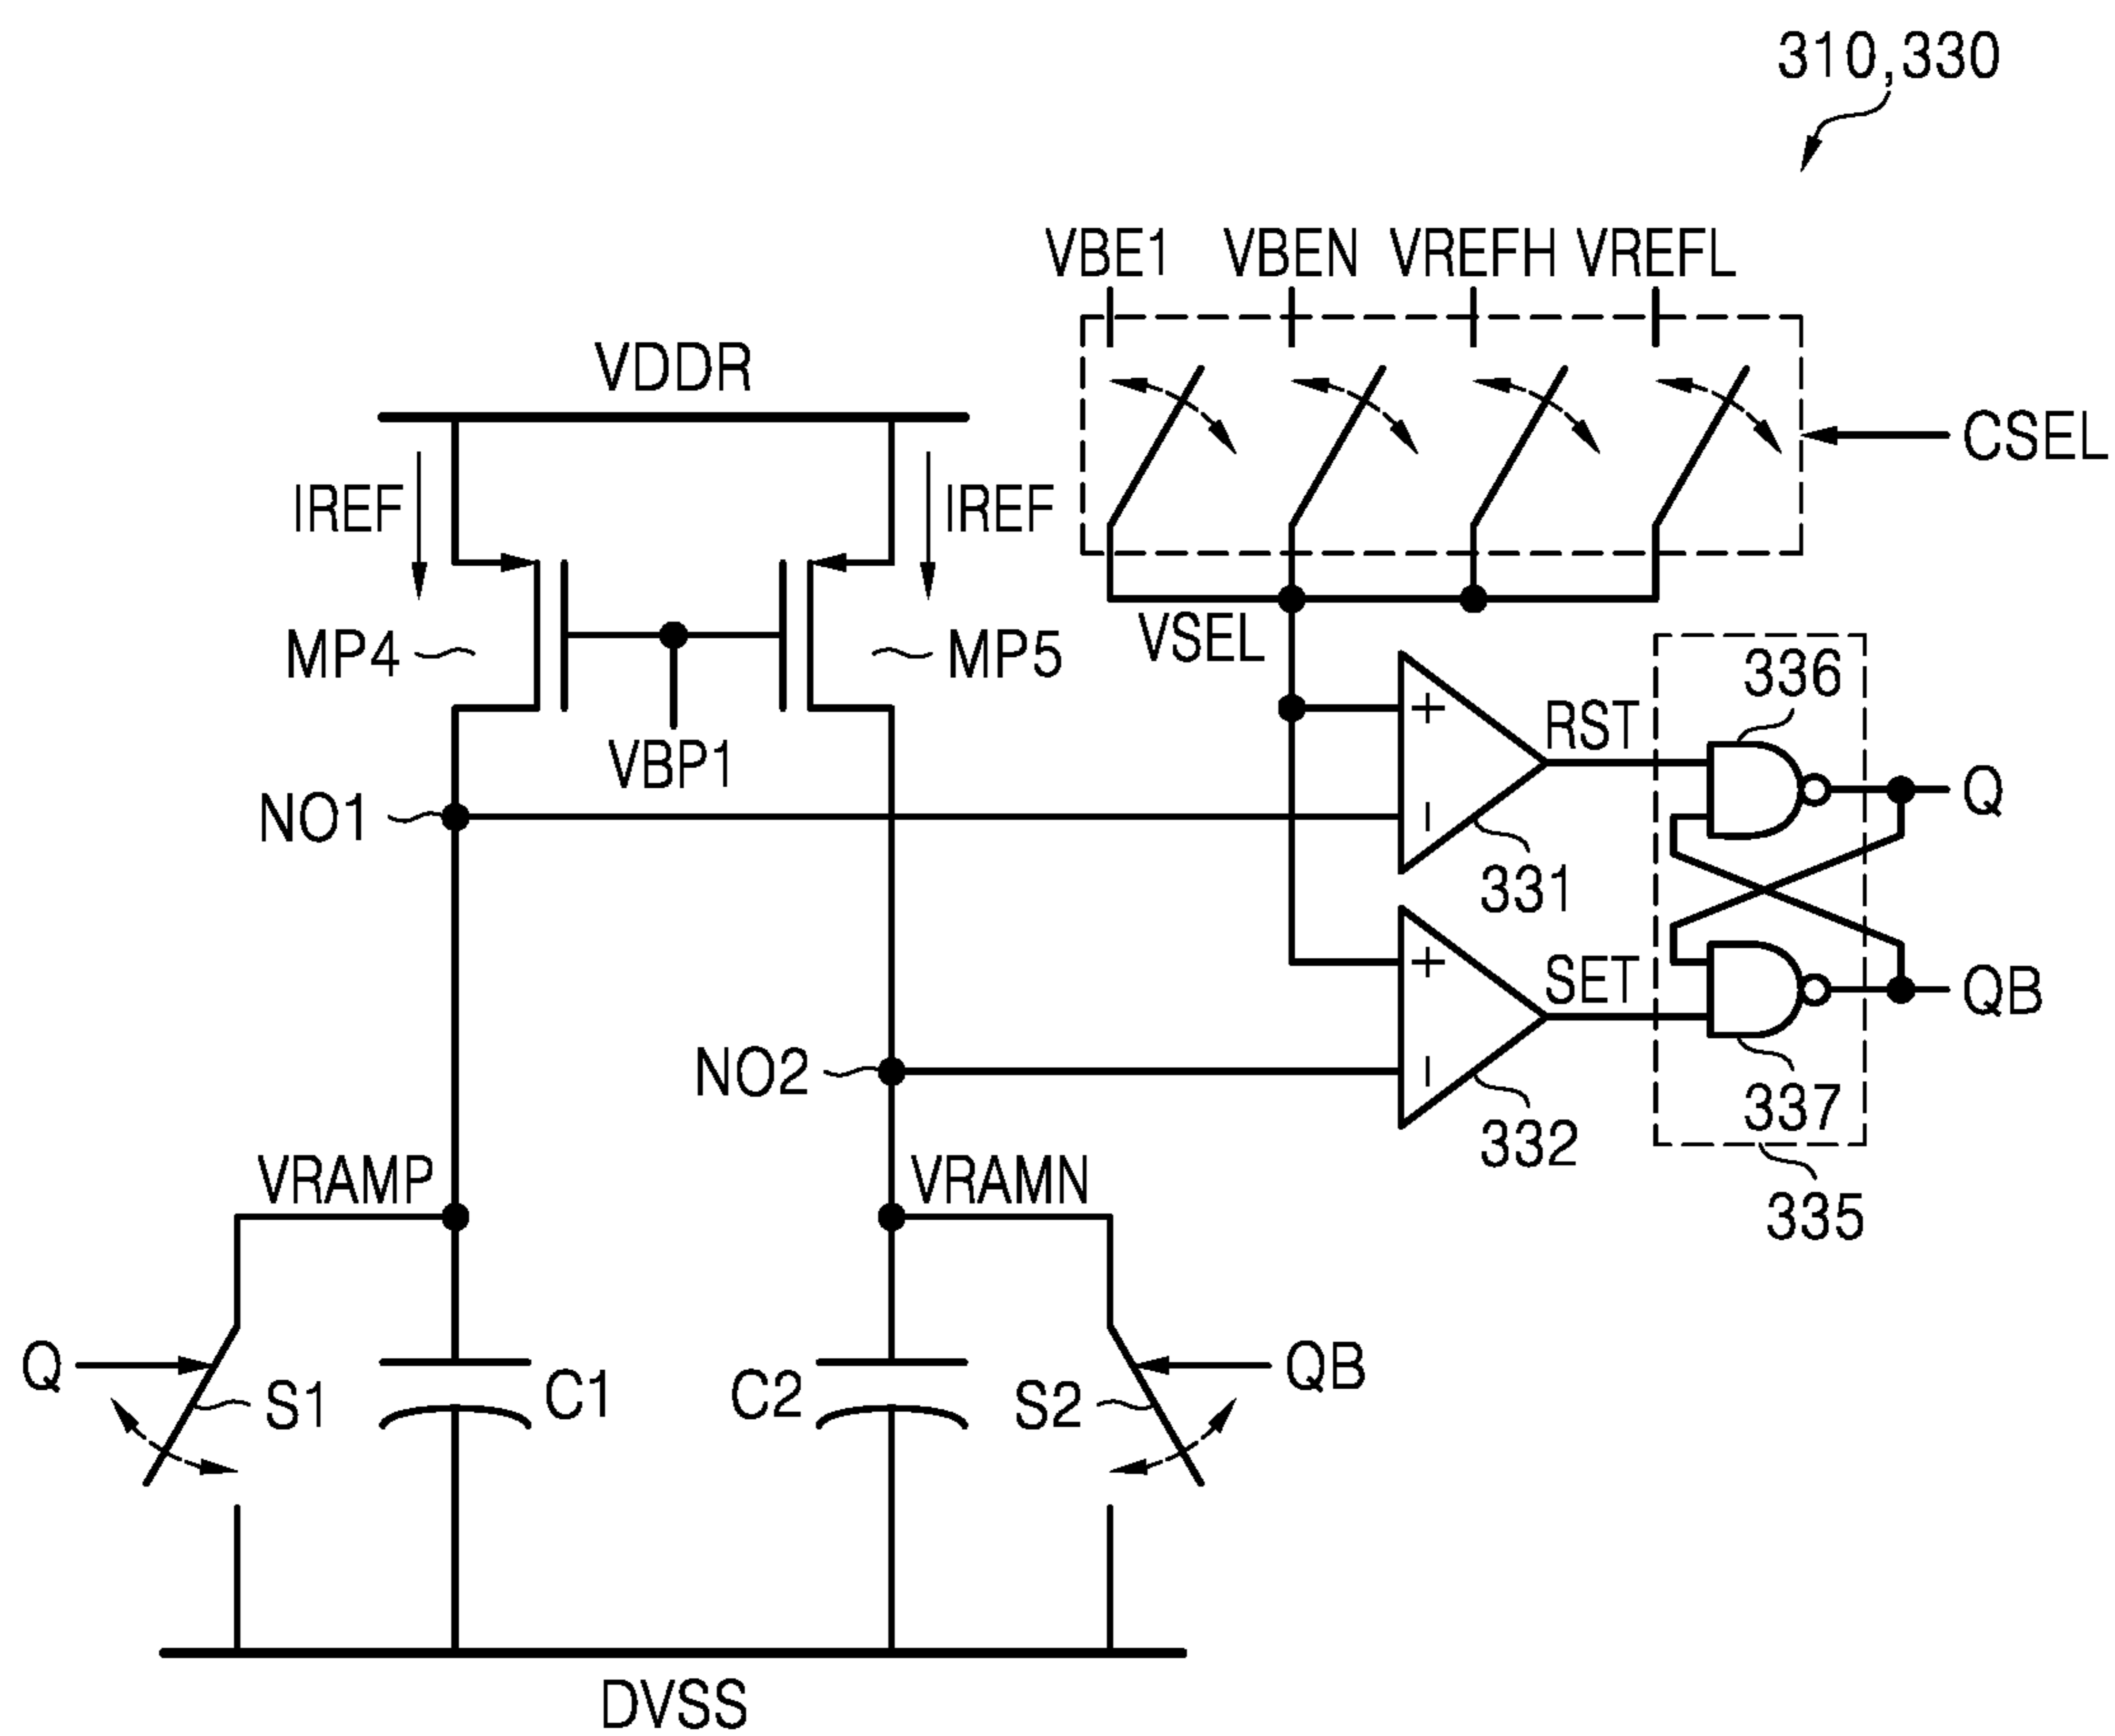 310,330
VBE1 VBEN VREFH VREFL
VDDR
CSEL
IREF IREF
MP4 MP5
VSEL
336
RST
VBP1
NO1
Q
+
-
331
+
-
SET
QB
NO2
337
332
335
VRAMP VRAMN
Q S1 C1 C2 S2 QB
DVSS